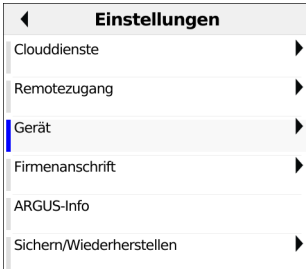 Einstellungen
Clouddienste
Remotezugang
Gerät
Firmenanschrift
ARGUS-Info
Sichern/Wiederherstellen